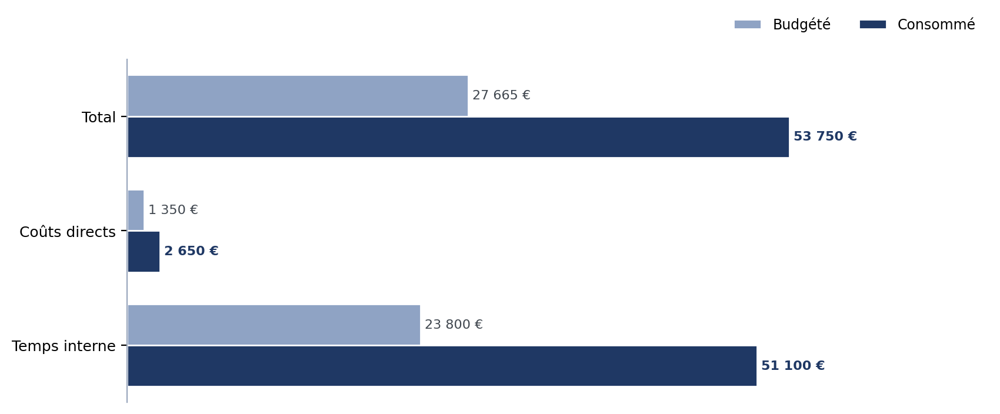 Budgété Consommé
27 665 €
Total
53 750 €
1 350 €
Coûts directs
2 650 €
23 800 €
Temps interne
51 100 €